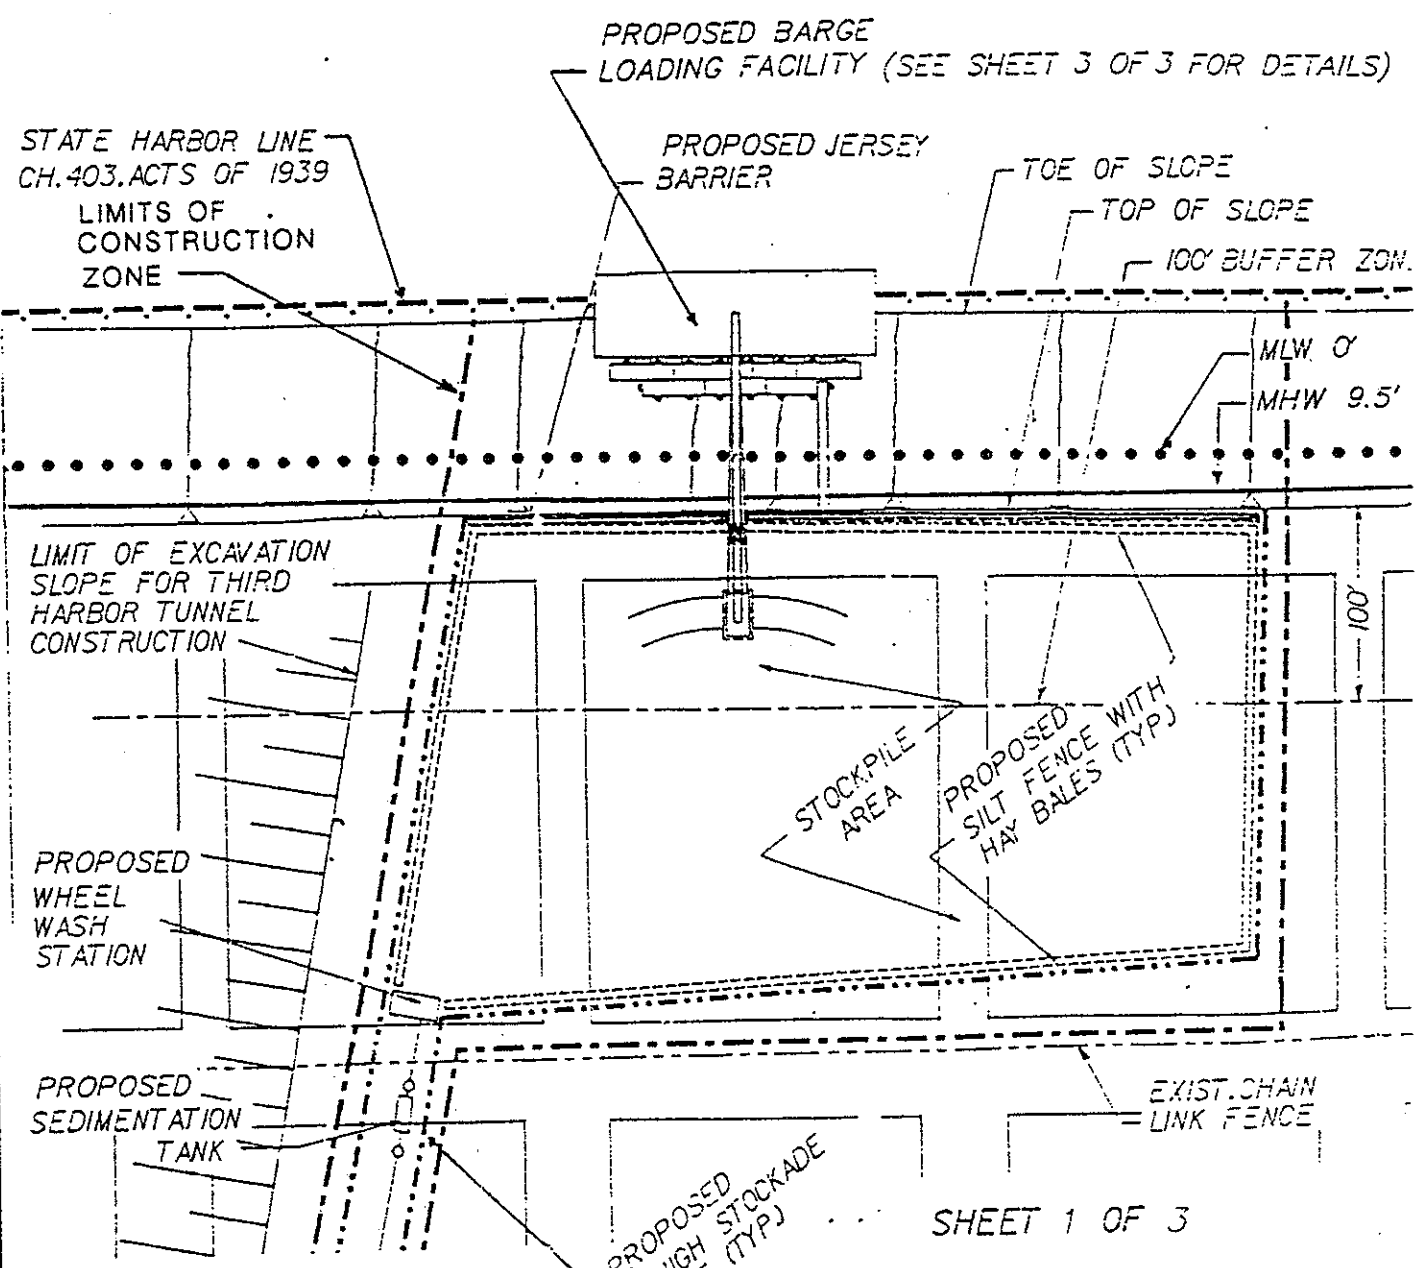 PROPOSED BARGE
LOADING FACILITY (SEE SHEET 3 OF 3 FOR DETAILS)
STATE HARBOR LINE
CH.403.ACTS OF 1939
PROPOSED JERSEY
BARRIER
TOE OF SLOPE
TOP OF SLOPE
LIMITS OF
CONSTRUCTION
ZONE
100' BUFFER ZON.
MLW 0'
MHW 9.5'
LIMIT OF EXCAVATION
SLOPE FOR THIRD
HARBOR TUNNEL
CONSTRUCTION
100'
STOCKPILE
AREA
PROPOSED
SILT FENCE WITH
HAY BALES (TYP.)
PROPOSED
WHEEL
WASH
STATION
PROPOSED
SEDIMENTATION
TANK
EXIST.CHAIN
LINK FENCE
PROPOSED
STOCKADE
(TYP.)
SHEET 1 OF 3